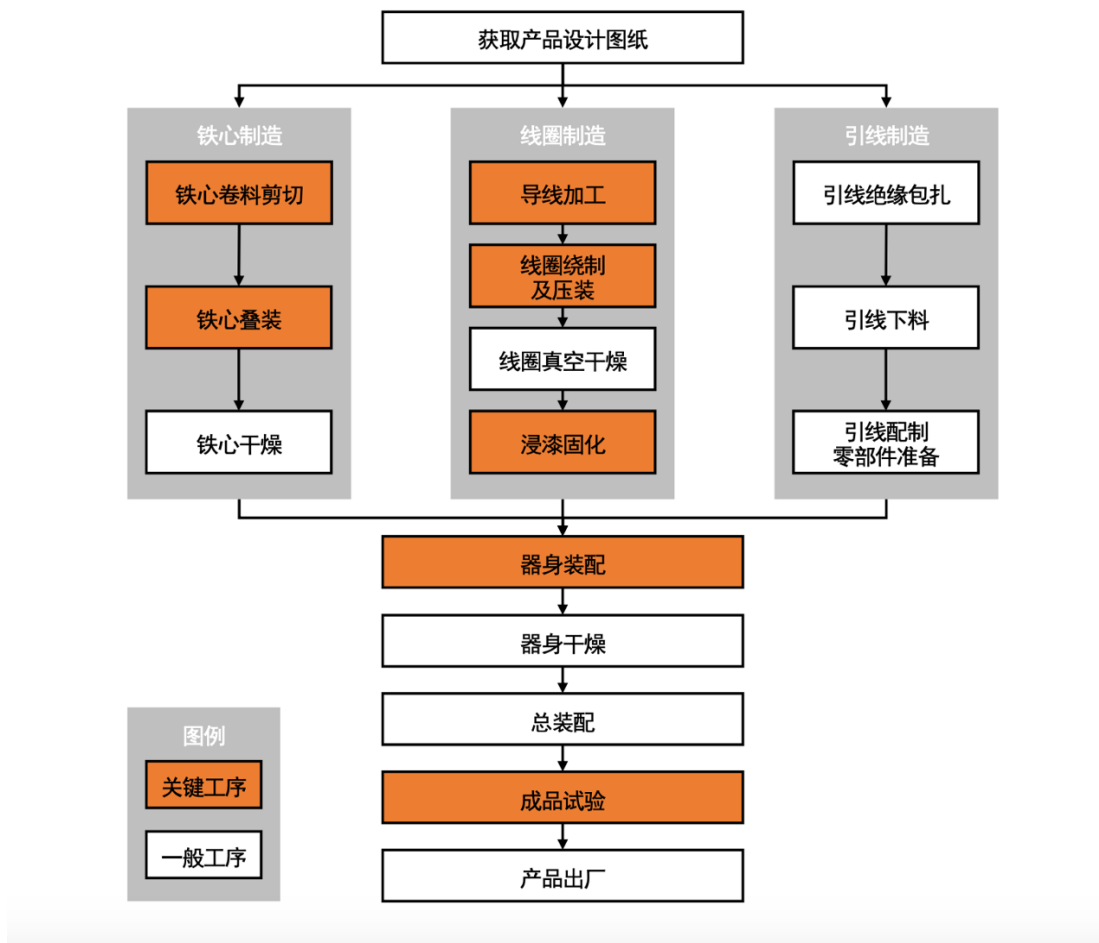 获取产品设计图纸
铁心制造
铁心卷料剪切
铁心叠装
铁心干燥
线圈制造
导线加工
线圈绕制
及压装
线圈真空干燥
浸漆固化
引线制造
引线绝缘包扎
引线下料
引线配制
零部件准备
器身装配
器身干燥
总装配
成品试验
产品出厂
图例
关键工序
一般工序